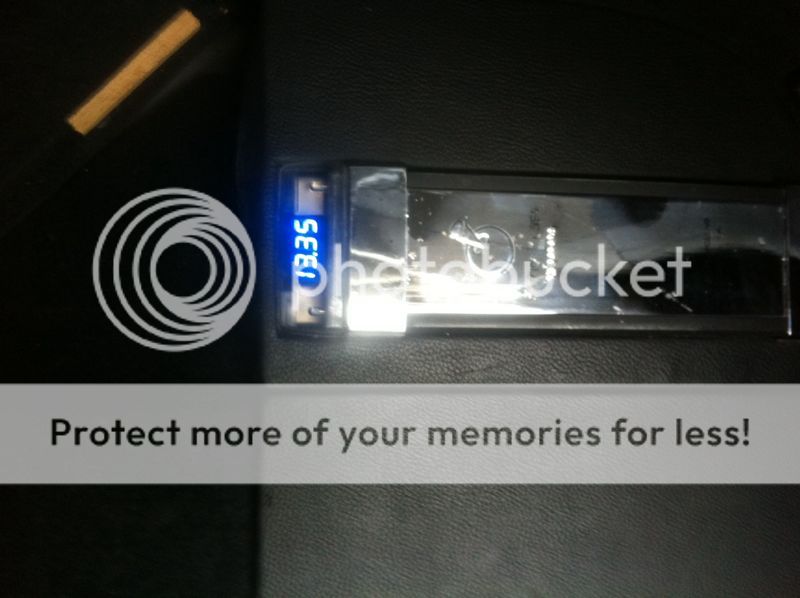 13.35
photobucket
Protect more of your memories for less!